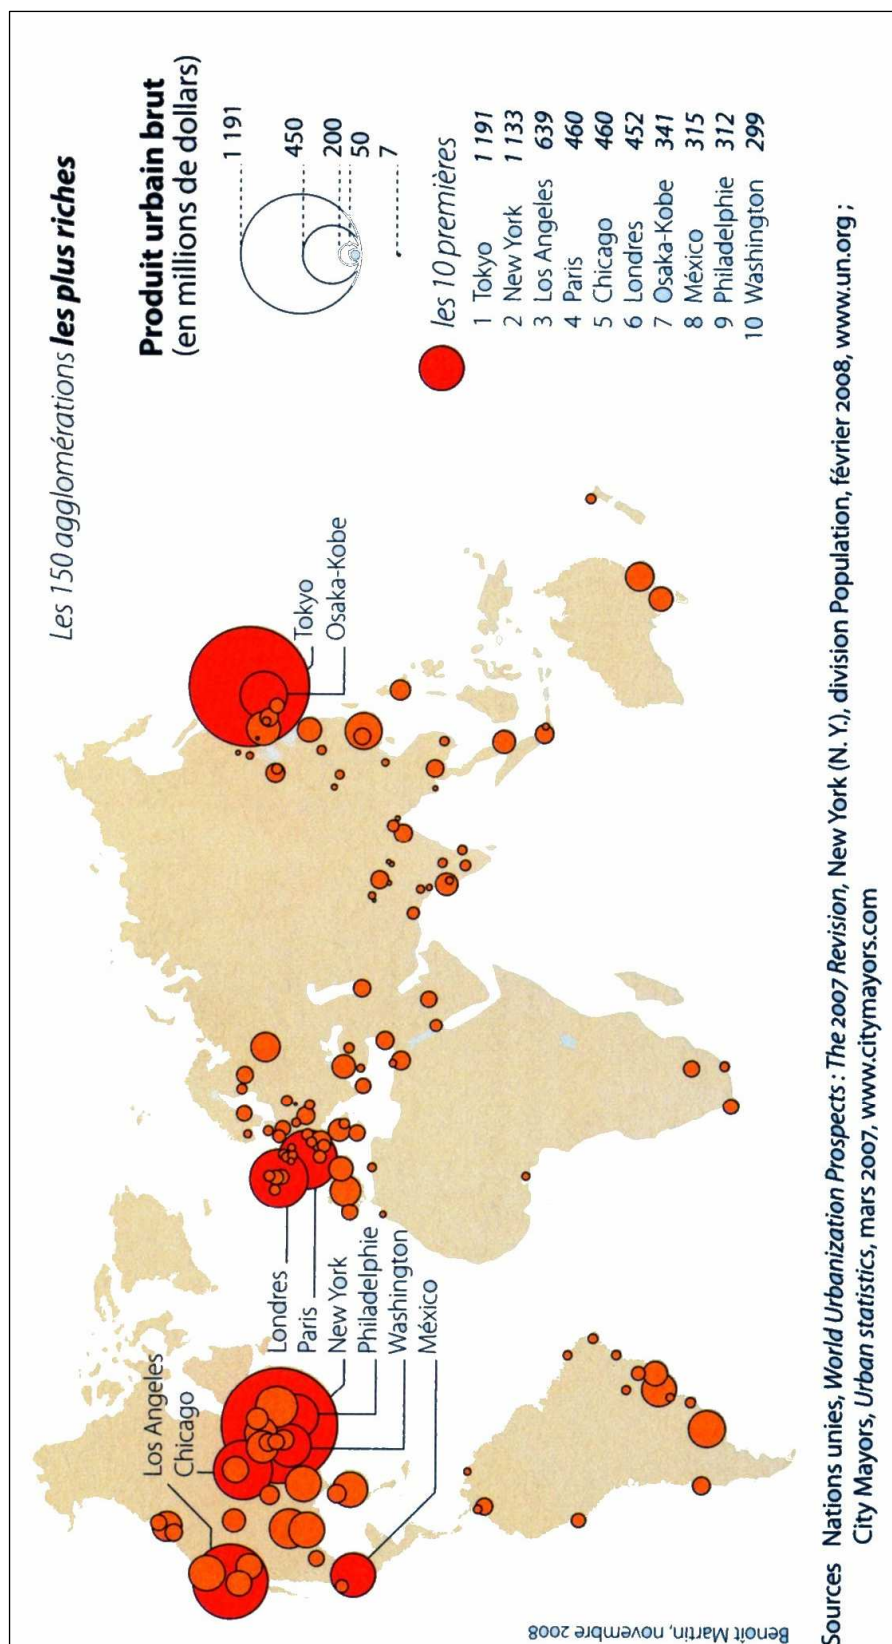 Les 150 agglomérations les plus riches
Produit urbain brut
(en millions de dollars)
1 191
450
200
50
7
les 10 premières
1 Tokyo 1 191
2 New York 1 133
3 Los Angeles 639
4 Paris 460
5 Chicago 460
6 Londres 452
7 Osaka-Kobe 341
8 México 315
9 Philadelphie 312
10 Washington 299
Los Angeles
Chicago
Londres
Paris
New York
Philadelphie
Washington
México
Tokyo
Osaka-Kobe
Benoît Martin, novembre 2008
Sources Nations unies, World Urbanization Prospects : The 2007 Revision, New York (N. Y.), division Population, février 2008, www.un.org ;
City Mayors, Urban statistics, mars 2007, www.citymayors.com